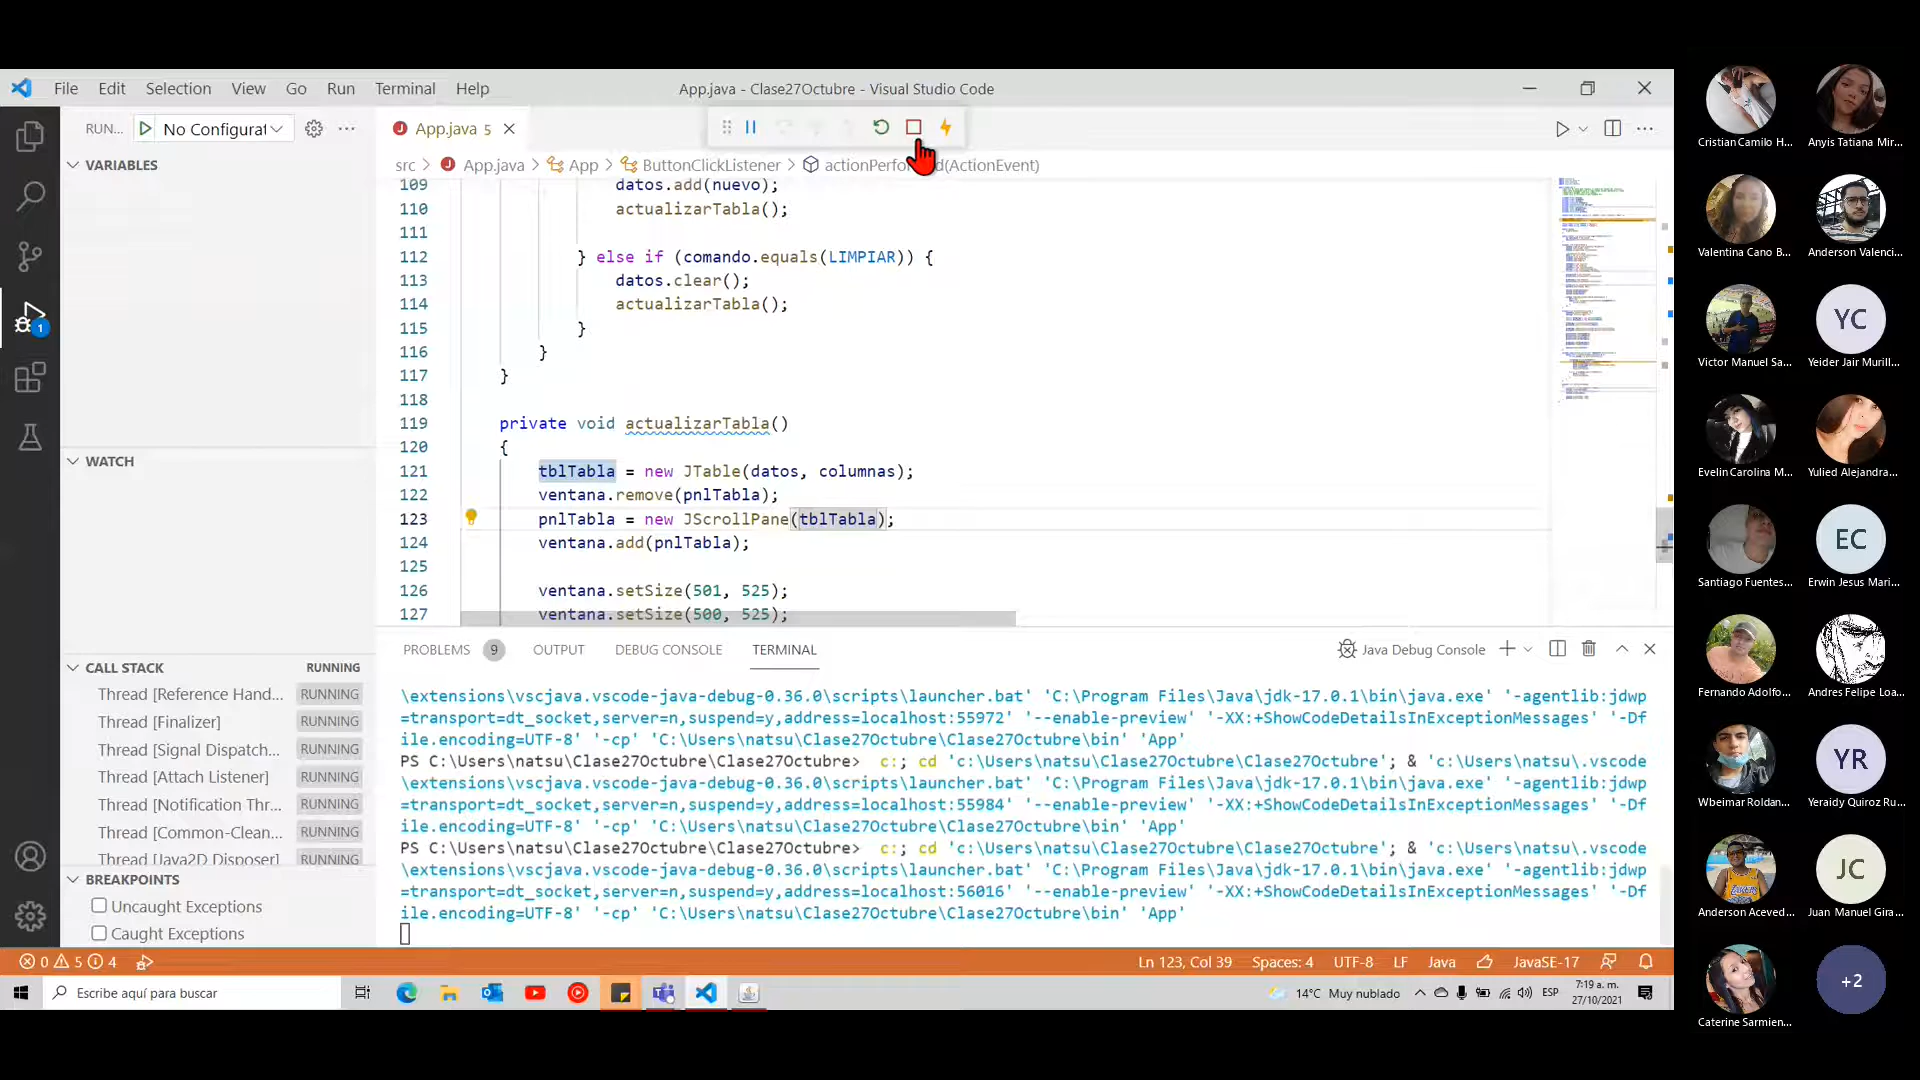 File Edit Selection View Go Run Terminal Help
App.java - Clase27Octubre - Visual Studio Code
RUN... No Configurat
App.java 5
src > App.java > App > ButtonClickListener >
VARIABLES
109 datos.add(nuevo);
110 actualizarTabla();
111
112 } else if (comando.equals(LIMPIAR)) {
113 datos.clear();
114 actualizarTabla();
115 }
116 }
117 }
118
119 private void actualizarTabla()
120 {
121 tblTabla = new JTable(datos, columnas);
122 ventana.remove(pnlTabla);
123 pnlTabla = new JScrollPane(tblTabla);
124 ventana.add(pnlTabla);
125
126 ventana.setSize(501, 525);
127 ventana.setSize(500, 525);
1
WATCH
CALL STACK RUNNING
Thread [Reference Hand... RUNNING
Thread [Finalizer] RUNNING
Thread [Signal Dispatch... RUNNING
Thread [Attach Listener] RUNNING
Thread [Notification Thr... RUNNING
Thread [Common-Clean... RUNNING
Thread [Java2D Disposer] RUNNING
BREAKPOINTS
Uncaught Exceptions
Caught Exceptions
PROBLEMS 9 OUTPUT DEBUG CONSOLE TERMINAL
Java Debug Console
\extensions\vscjava.vscode-java-debug-0.36.0\scripts\launcher.bat' 'C:\Program Files\Java\jdk-17.0.1\bin\java.exe' '-agentlib:jdwp
=transport=dt_socket,server=n,suspend=y,address=localhost:55972' '--enable-preview' '-XX:+ShowCodeDetailsInExceptionMessages' '-Df
ile.encoding=UTF-8' '-cp' 'C:\Users\natsu\Clase27Octubre\Clase27Octubre\bin' 'App'
PS C:\Users\natsu\Clase27Octubre\Clase27Octubre> c:; cd 'c:\Users\natsu\Clase27Octubre\Clase27Octubre'; & 'c:\Users\natsu\.vscode
\extensions\vscjava.vscode-java-debug-0.36.0\scripts\launcher.bat' 'C:\Program Files\Java\jdk-17.0.1\bin\java.exe' '-agentlib:jdwp
=transport=dt_socket,server=n,suspend=y,address=localhost:55984' '--enable-preview' '-XX:+ShowCodeDetailsInExceptionMessages' '-Df
ile.encoding=UTF-8' '-cp' 'C:\Users\natsu\Clase27Octubre\Clase27Octubre\bin' 'App'
PS C:\Users\natsu\Clase27Octubre\Clase27Octubre> c:; cd 'c:\Users\natsu\Clase27Octubre\Clase27Octubre'; & 'c:\Users\natsu\.vscode
\extensions\vscjava.vscode-java-debug-0.36.0\scripts\launcher.bat' 'C:\Program Files\Java\jdk-17.0.1\bin\java.exe' '-agentlib:jdwp
=transport=dt_socket,server=n,suspend=y,address=localhost:56016' '--enable-preview' '-XX:+ShowCodeDetailsInExceptionMessages' '-Df
ile.encoding=UTF-8' '-cp' 'C:\Users\natsu\Clase27Octubre\Clase27Octubre\bin' 'App'
0 5 4
Ln 123, Col 39 Spaces: 4 UTF-8 LF Java JavaSE-17
Escribe aquí para buscar
14°C Muy nublado
ESP
7:19 a. m.
27/10/2021
Cristian Camilo H... Anyis Tatiana Mir...
Valentina Cano B... Anderson Valenci...
YC
Victor Manuel Sa... Yeider Jair Murill...
Evelin Carolina M... Yulied Alejandra...
EC
Santiago Fuentes... Erwin Jesus Mari...
Fernando Adolfo... Andres Felipe Loa...
YR
Wbeimar Roldan... Yeraidy Quiroz Ru...
JC
Anderson Aceved... Juan Manuel Gira...
+2
Caterine Sarmien...